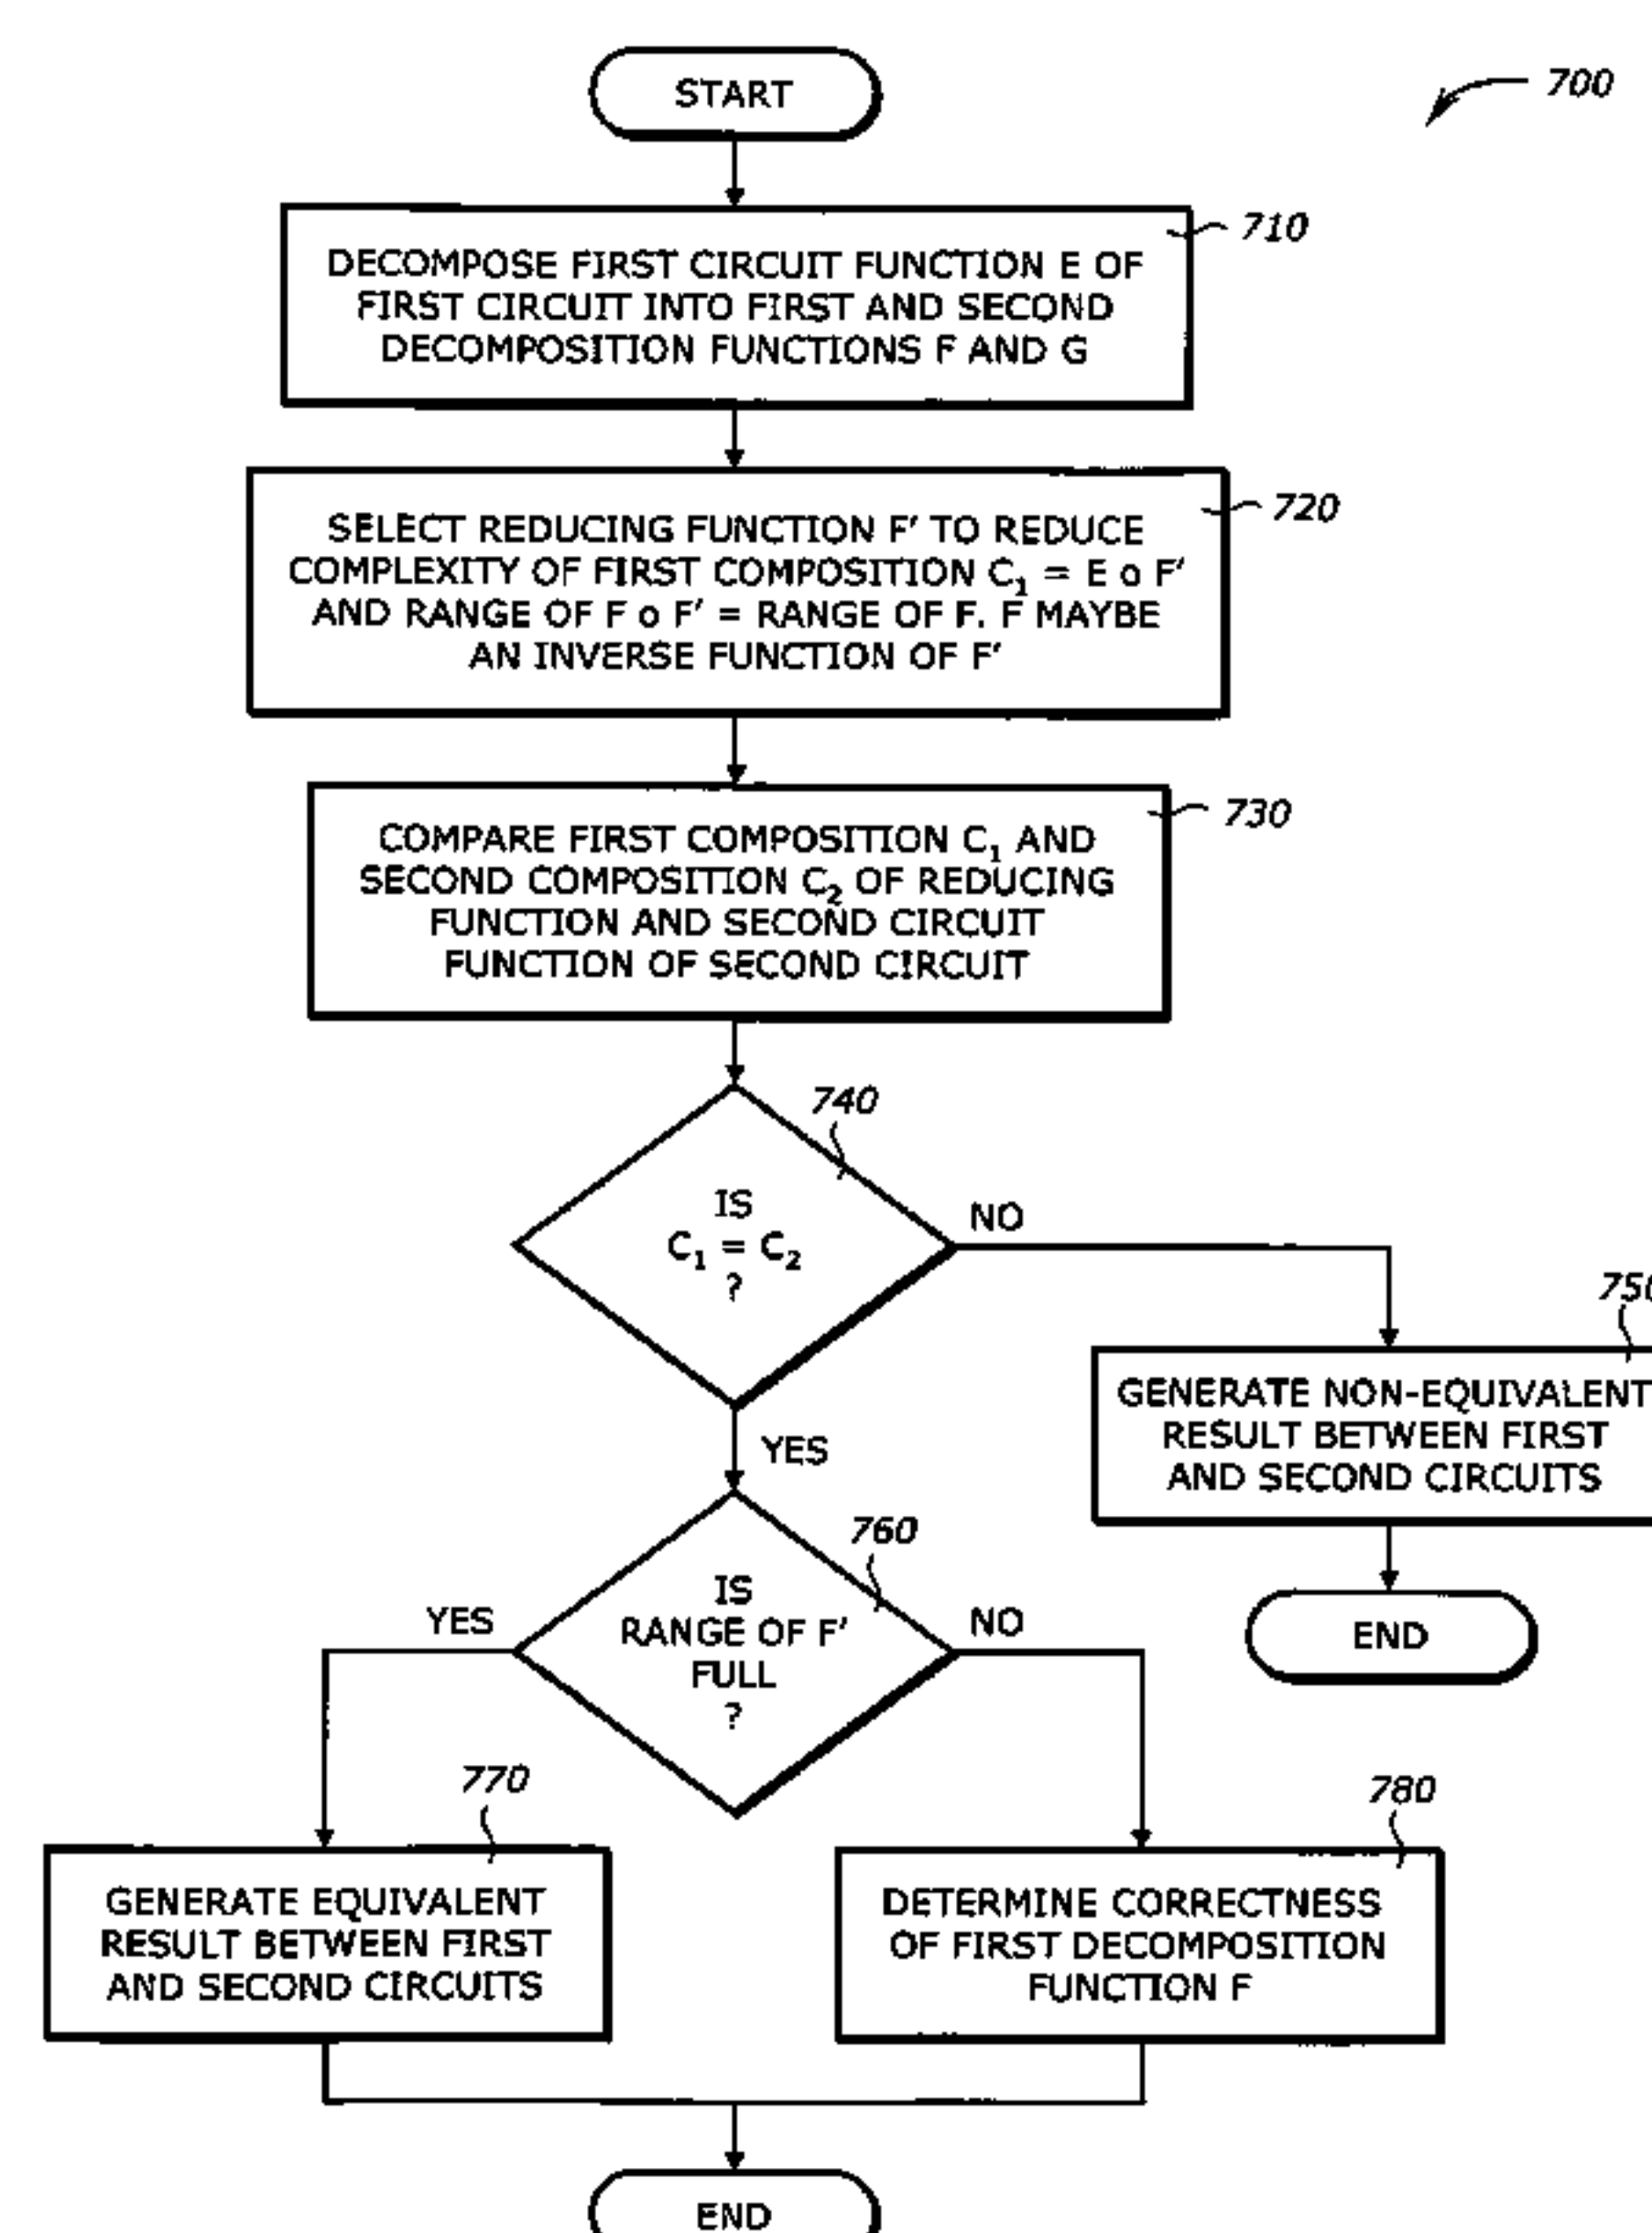 START
700
710
DECOMPOSE FIRST CIRCUIT FUNCTION E OF
FIRST CIRCUIT INTO FIRST AND SECOND
DECOMPOSITION FUNCTIONS F AND G
720
SELECT REDUCING FUNCTION F' TO REDUCE
COMPLEXITY OF FIRST COMPOSITION C₁ = E o F'
AND RANGE OF F o F' = RANGE OF F. F MAYBE
AN INVERSE FUNCTION OF F'
730
COMPARE FIRST COMPOSITION C₁ AND
SECOND COMPOSITION C₂ OF REDUCING
FUNCTION AND SECOND CIRCUIT
FUNCTION OF SECOND CIRCUIT
740
IS
C₁ = C₂
?
NO
YES
GENERATE NON-EQUIVALENT
RESULT BETWEEN FIRST
AND SECOND CIRCUITS
END
760
IS
RANGE OF F'
FULL
?
YES
NO
770
GENERATE EQUIVALENT
RESULT BETWEEN FIRST
AND SECOND CIRCUITS
780
DETERMINE CORRECTNESS
OF FIRST DECOMPOSITION
FUNCTION F
END